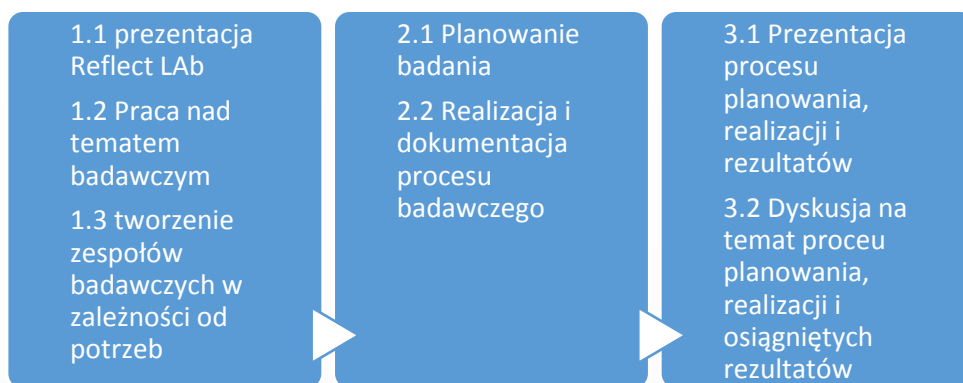 1.1 prezentacja
Reflect LAb
1.2 Praca nad
tematem
badawczym
1.3 tworzenie
zespołów
badawczych w
zależności od
potrzeb
2.1 Planowanie
badania
2.2 Realizacja i
dokumentacja
procesu
badawczego
3.1 Prezentacja
procesu
planowania,
realizacji i
rezultatów
3.2 Dyskusja na
temat proceu
planowania,
realizacji i
osiągniętych
rezultatów